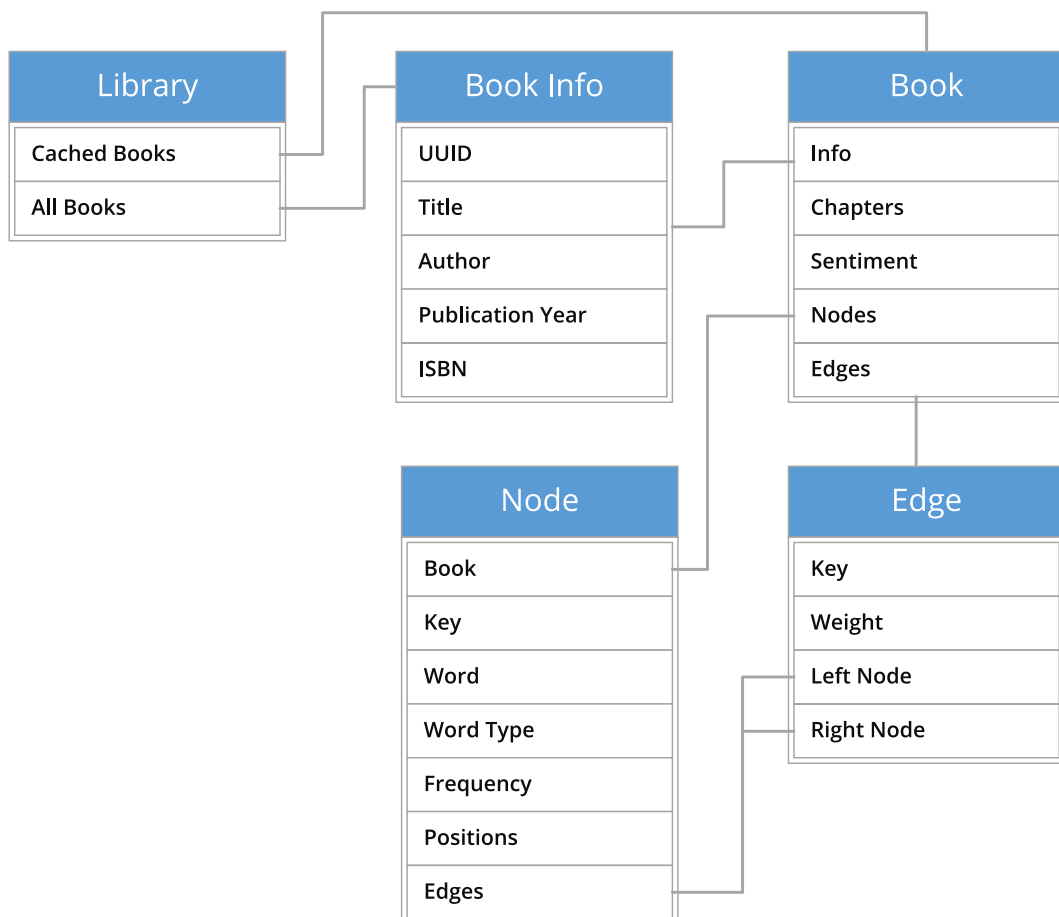 Library
Cached Books
All Books
Book Info
UUID
Title
Author
Publication Year
ISBN
Book
Info
Chapters
Sentiment
Nodes
Edges
Node
Book
Key
Word
Word Type
Frequency
Positions
Edges
Edge
Key
Weight
Left Node
Right Node